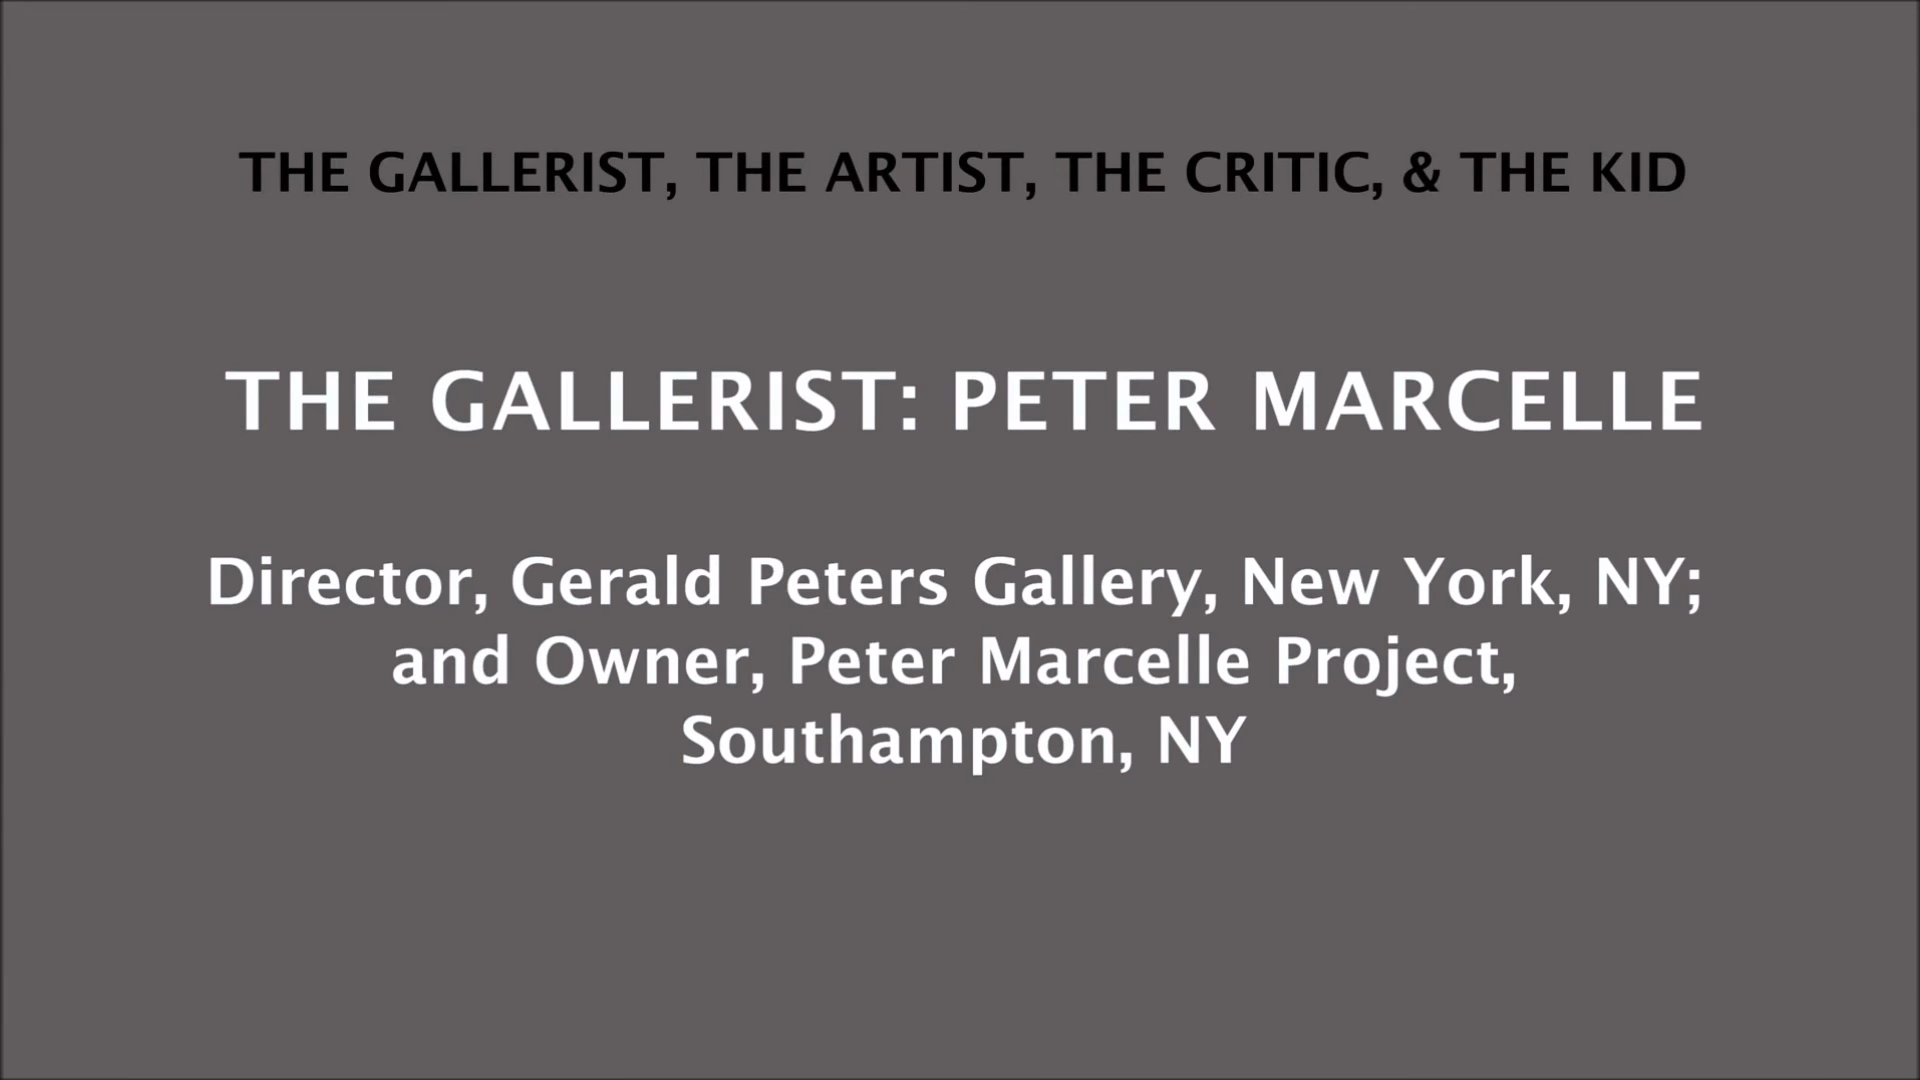 THE GALLERIST, THE ARTIST, THE CRITIC, & THE KID
THE GALLERIST: PETER MARCELLE
Director, Gerald Peters Gallery, New York, NY;
and Owner, Peter Marcelle Project,
Southampton, NY